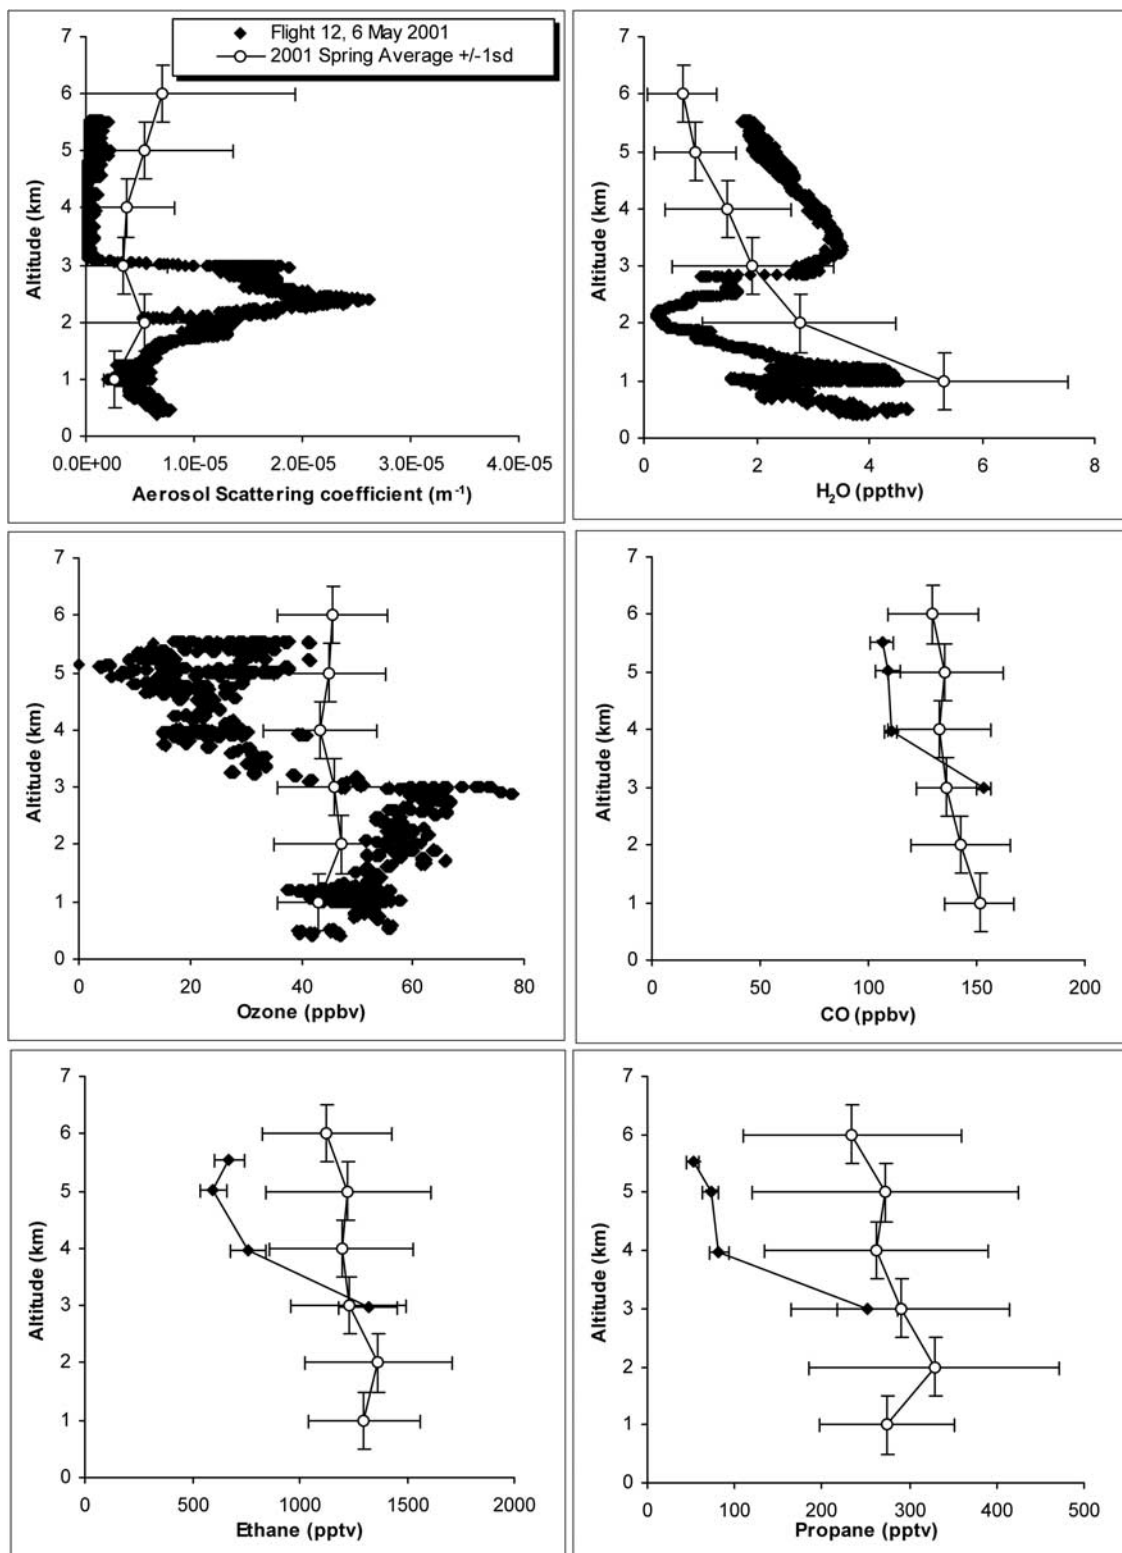 Flight 12, 6 May 2001
2001 Spring Average +/-1sd
7
6
5
4
3
2
1
0
Altitude (km)
0.0E+00 1.0E-05 2.0E-05 3.0E-05 4.0E-05
Aerosol Scattering coefficient (m⁻¹)
7
6
5
4
3
2
1
0
Altitude (km)
0 2 4 6 8
H₂O (ppthv)
7
6
5
4
3
2
1
0
Altitude (km)
0 20 40 60 80
Ozone (ppbv)
7
6
5
4
3
2
1
0
Altitude (km)
0 50 100 150 200
CO (ppbv)
7
6
5
4
3
2
1
0
Altitude (km)
0 500 1000 1500 2000
Ethane (pptv)
7
6
5
4
3
2
1
0
Altitude (km)
0 100 200 300 400 500
Propane (pptv)